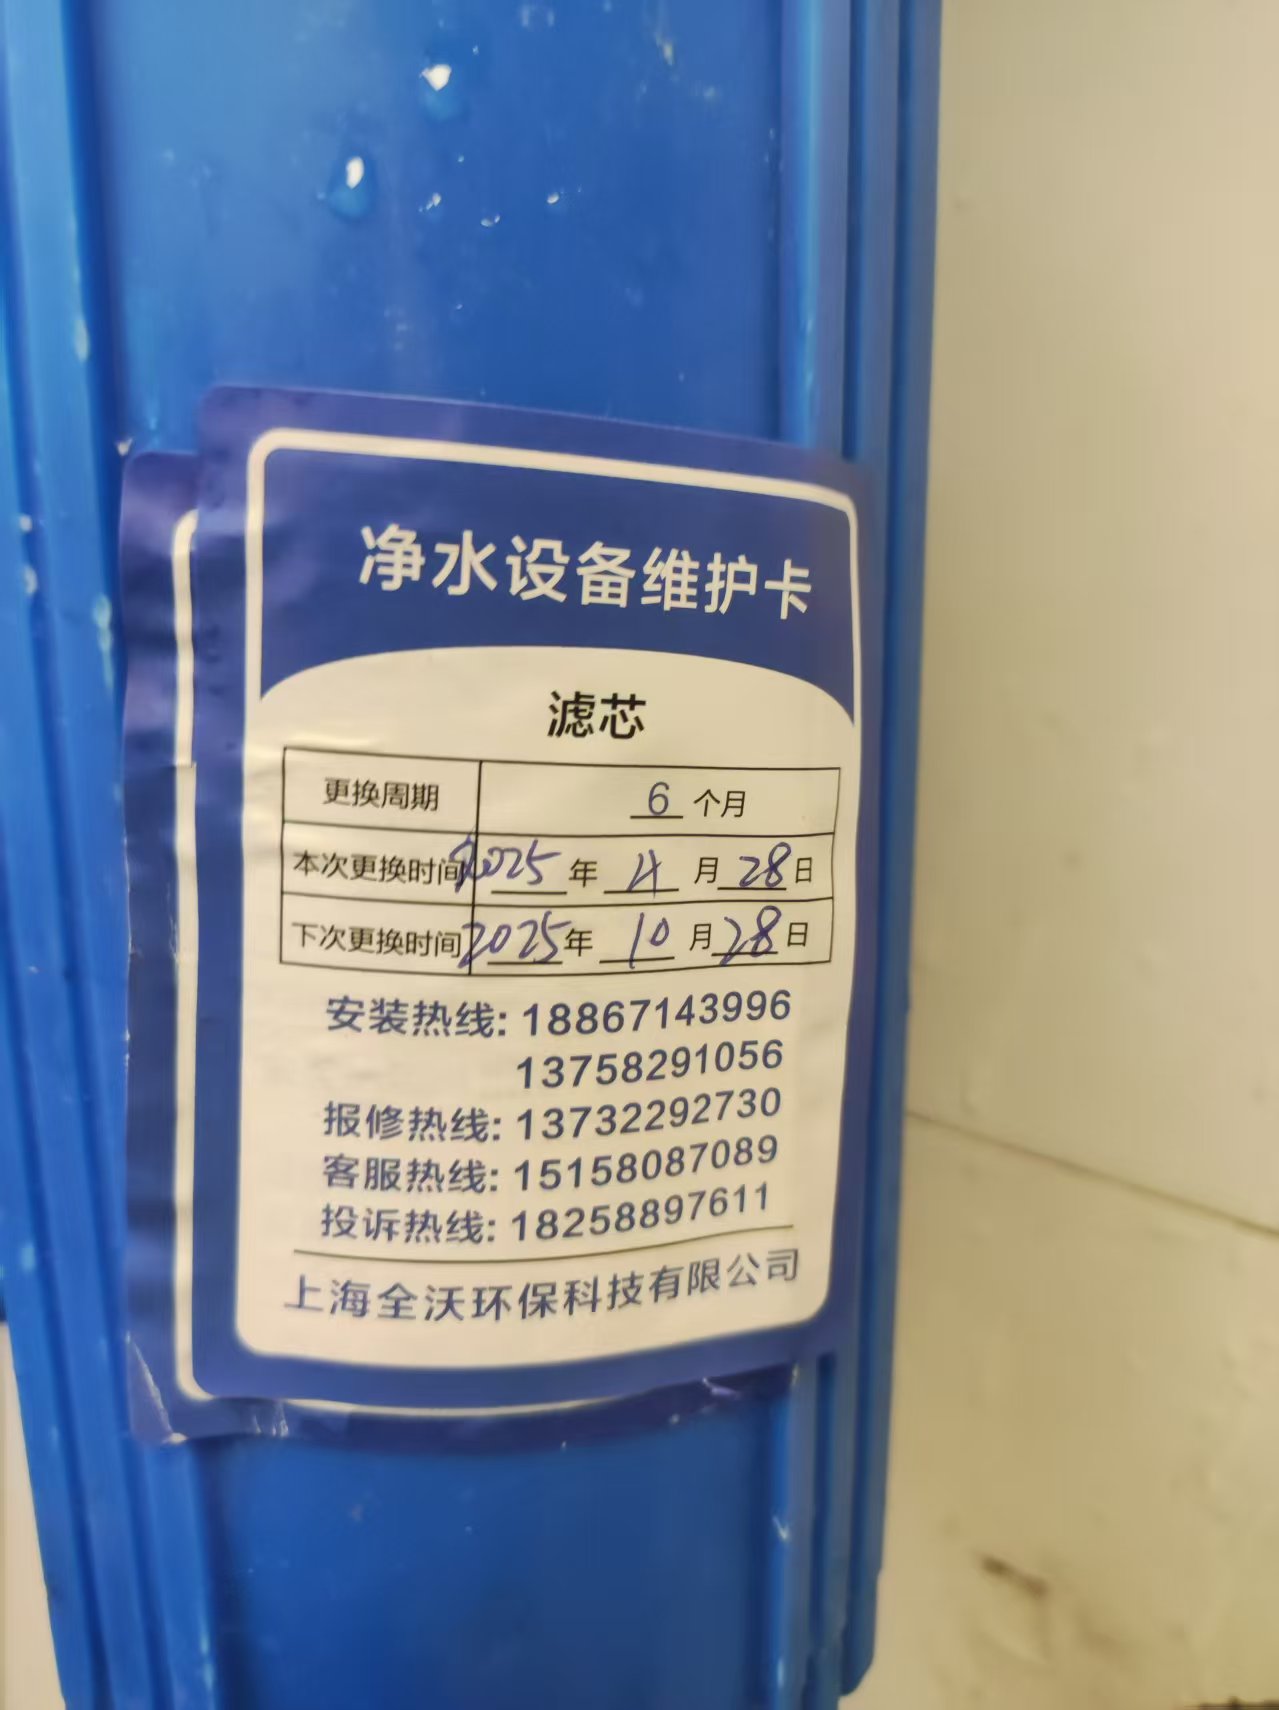 净水设备维护卡
滤芯
更换周期 6 个月
本次更换时间 2025 年 4 月 28 日
下次更换时间 2025 年 10 月 28 日
安装热线: 18867143996
13758291056
报修热线: 13732292730
客服热线: 15158087089
投诉热线: 18258897611
上海全沃环保科技有限公司